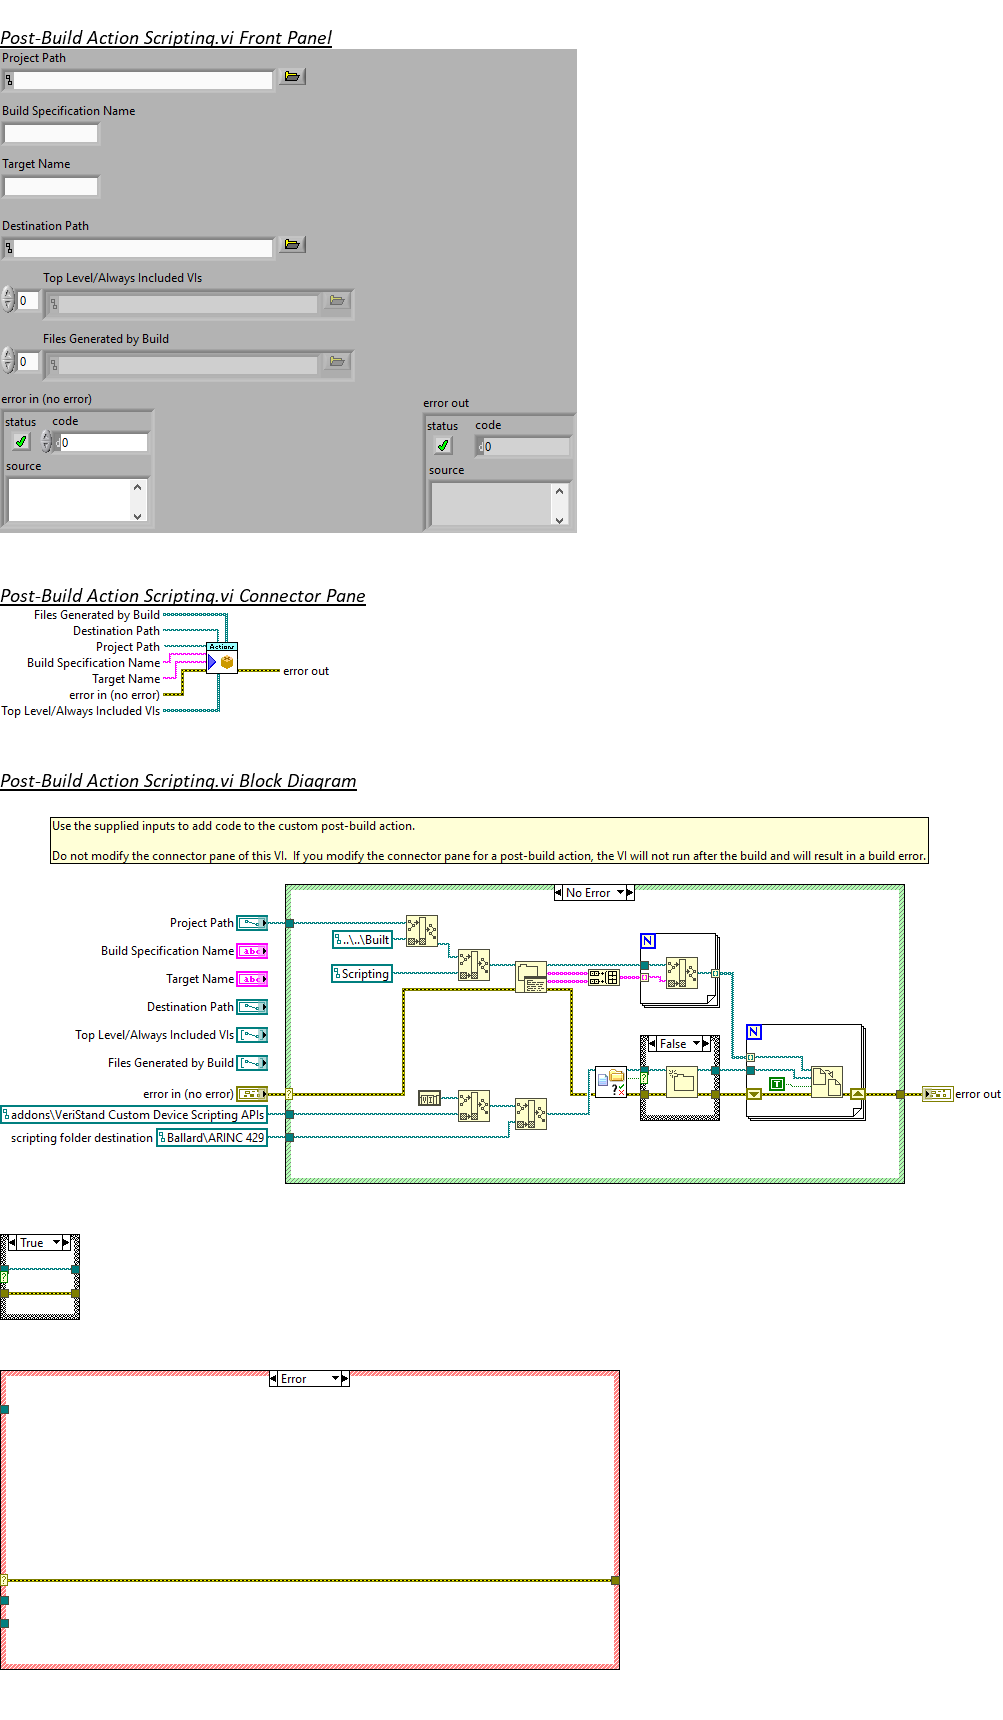 Post-Build Action Scripting.vi Front Panel
Project Path
Build Specification Name
Target Name
Destination Path
Top Level/Always Included VIs
0
Files Generated by Build
0
error in (no error)
status code
0
source
error out
status code
0
source
Post-Build Action Scripting.vi Connector Pane
Files Generated by Build
Destination Path
Project Path
Build Specification Name
Target Name
error in (no error)
Top Level/Always Included VIs
Actions
error out
Post-Build Action Scripting.vi Block Diagram
Use the supplied inputs to add code to the custom post-build action.
Do not modify the connector pane of this VI.  If you modify the connector pane for a post-build action, the VI will not run after the build and will result in a build error.
No Error
Project Path
..\..\Built
Build Specification Name abc
N
Scripting
Target Name abc
Destination Path
Top Level/Always Included VIs
N
False
Files Generated by Build
T
error in (no error)
VI
error out
addons\VeriStand Custom Device Scripting APIs
scripting folder destination Ballard\ARINC 429
True
Error